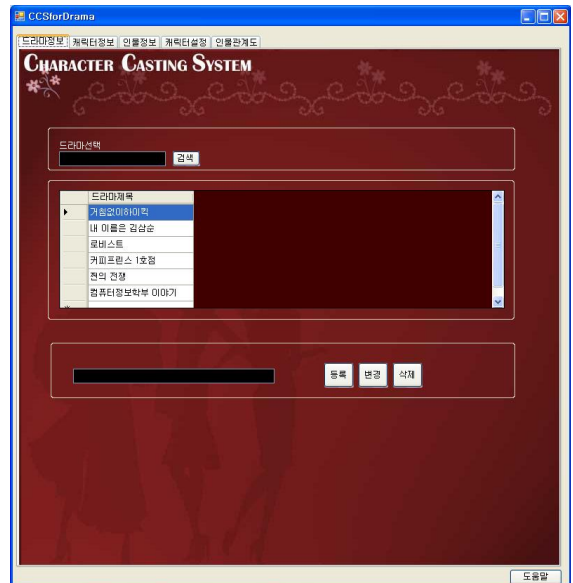 CCSforDrama
드라마정보 캐릭터정보 인물정보 캐릭터설정 인물관계도
CHARACTER CASTING SYSTEM
드라마선택
검색
드라마제목
거침없이하이킥
내 이름은 김삼순
로비스트
커피프린스 1호점
쩐의 전쟁
컴퓨터정보학부 이야기
등록 변경 삭제
도움말